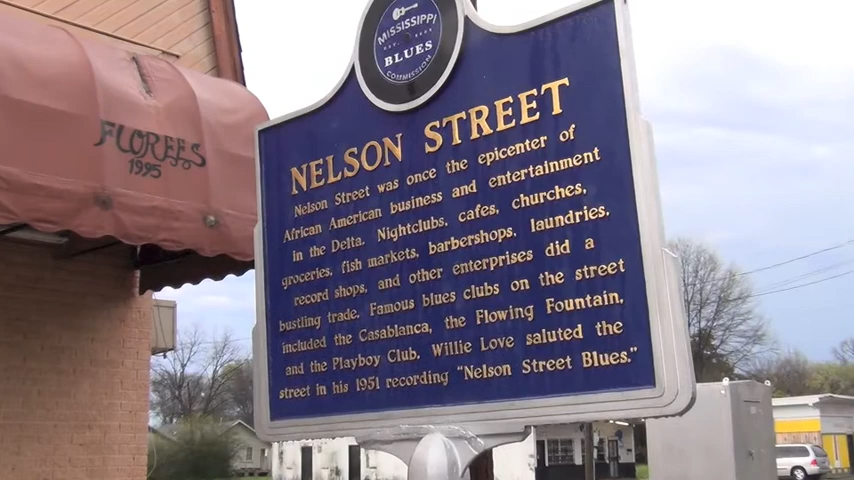 MISSISSIPPI
BLUES
COMMISSION
FLOREES
1995
NELSON STREET
Nelson Street was once the epicenter of
African American business and entertainment
in the Delta. Nightclubs, cafes, churches,
groceries, fish markets, barbershops, laundries,
record shops, and other enterprises did a
bustling trade. Famous blues clubs on the street
included the Casablanca, the Flowing Fountain,
and the Playboy Club. Willie Love saluted the
street in his 1951 recording “Nelson Street Blues.”